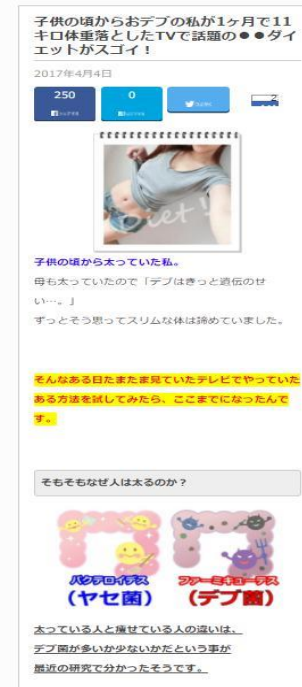 子供の頃からおデブの私が1ヶ月で11
キロ体重落としたTVで話題の●●ダイ
エットがスゴイ！
2017年4月4日
250
0
2
Diet!
子供の頃から太っていた私。
母も太っていたので「デブはきっと遺伝のせ
い…。」
ずっとそう思ってスリムな体は諦めていました。
そんなある日たまたま見ていたテレビでやっていた
ある方法を試してみたら、ここまでになったんで
す。
そもそもなぜ人は太るのか？
バクテロイデス
(ヤセ菌)
ファーミキューテス
(デブ菌)
太っている人と痩せている人の違いは、
デブ菌が多いか少ないかだという事が
最近の研究で分かったそうです。